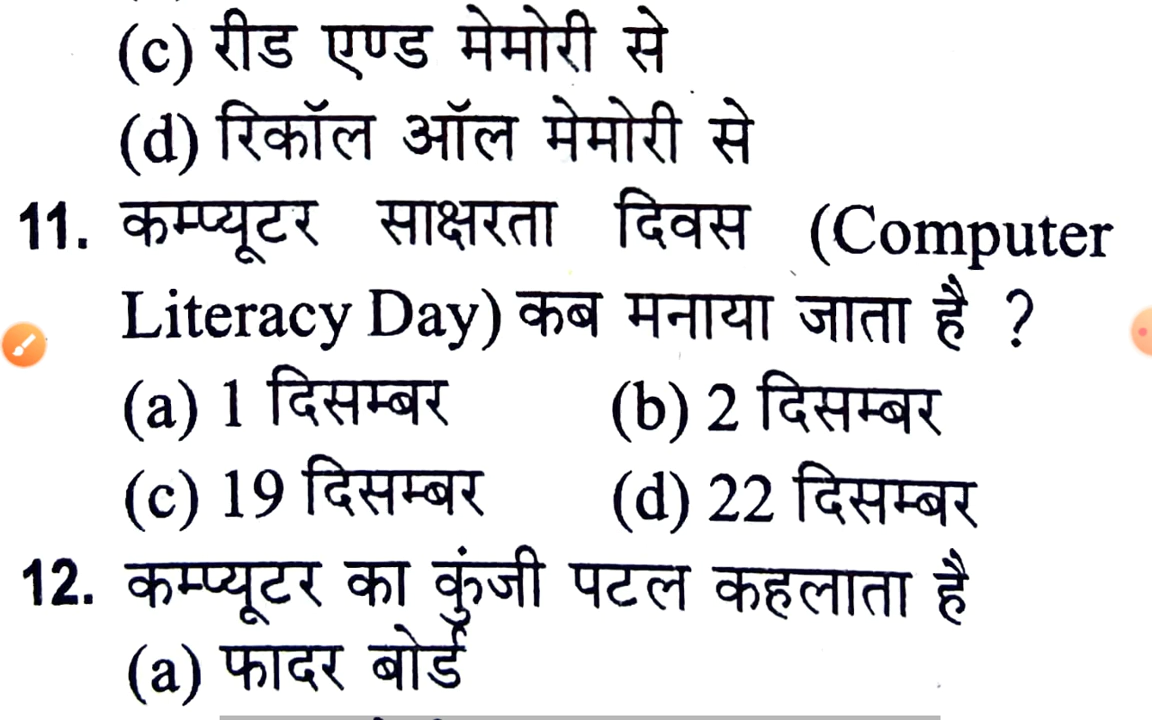 (c) रीड एण्ड मेमोरी से
(d) रिकॉल ऑल मेमोरी से
11. कम्प्यूटर साक्षरता दिवस (Computer
Literacy Day) कब मनाया जाता है ?
(a) 1 दिसम्बर (b) 2 दिसम्बर
(c) 19 दिसम्बर (d) 22 दिसम्बर
12. कम्प्यूटर का कुंजी पटल कहलाता है
(a) फादर बोर्ड